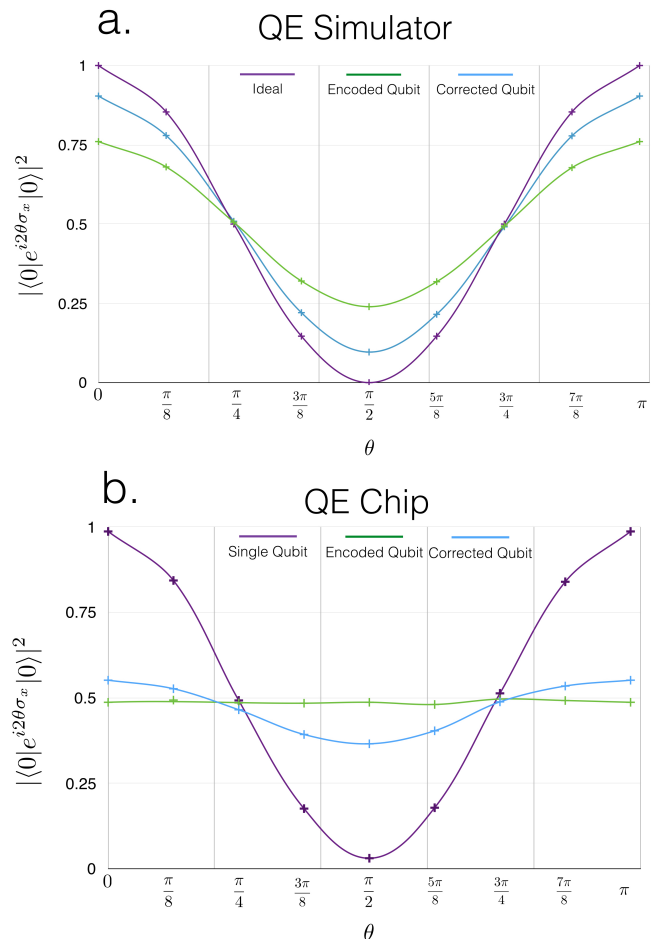 a.
QE Simulator
Ideal
Encoded Qubit
Corrected Qubit
1
0.75
0.5
0.25
0
|⟨0|e^{i2θσ_x}|0⟩|^2
0 π/8 π/4 3π/8 π/2 5π/8 3π/4 7π/8 π
θ
b.
QE Chip
Single Qubit
Encoded Qubit
Corrected Qubit
1
0.75
0.5
0.25
0
|⟨0|e^{i2θσ_x}|0⟩|^2
0 π/8 π/4 3π/8 π/2 5π/8 3π/4 7π/8 π
θ